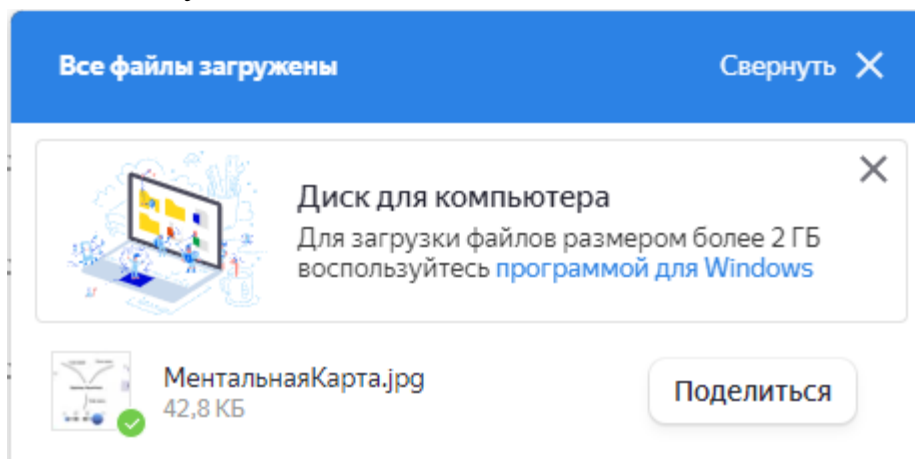 Все файлы загружены
Свернуть
Диск для компьютера
Для загрузки файлов размером более 2 ГБ
воспользуйтесь программой для Windows
МентальнаяКарта.jpg
42,8 КБ
Поделиться